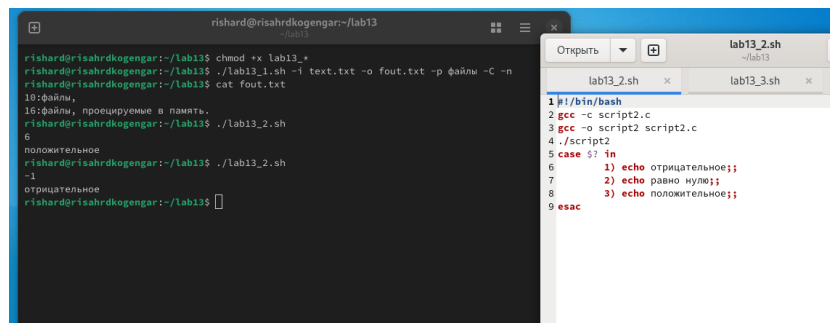 rishard@risahrdkogengar:~/lab13
~/lab13
rishard@risahrdkogengar:~/lab13$ chmod +x lab13_*
rishard@risahrdkogengar:~/lab13$ ./lab13_1.sh -i text.txt -o fout.txt -p файлы -C -n
rishard@risahrdkogengar:~/lab13$ cat fout.txt
10:файлы,
16:файлы, проецируемые в память.
rishard@risahrdkogengar:~/lab13$ ./lab13_2.sh
6
положительное
rishard@risahrdkogengar:~/lab13$ ./lab13_2.sh
-1
отрицательное
rishard@risahrdkogengar:~/lab13$
Открыть
lab13_2.sh
~/lab13
lab13_2.sh
lab13_3.sh
1 #!/bin/bash
2 gcc -c script2.c
3 gcc -o script2 script2.c
4 ./script2
5 case $? in
6 1) echo отрицательное;;
7 2) echo равно нулю;;
8 3) echo положительное;;
9 esac